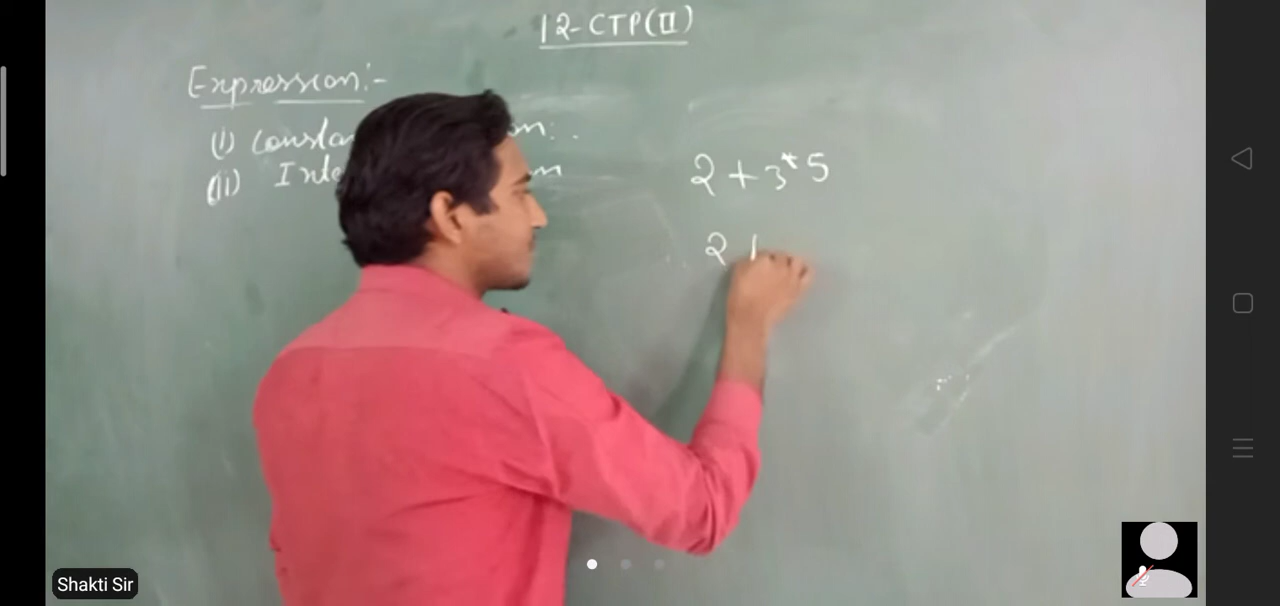 12-CTP(II)
Expression:-
(i)
(ii)
2 + 3 * 5
2
Shakti Sir